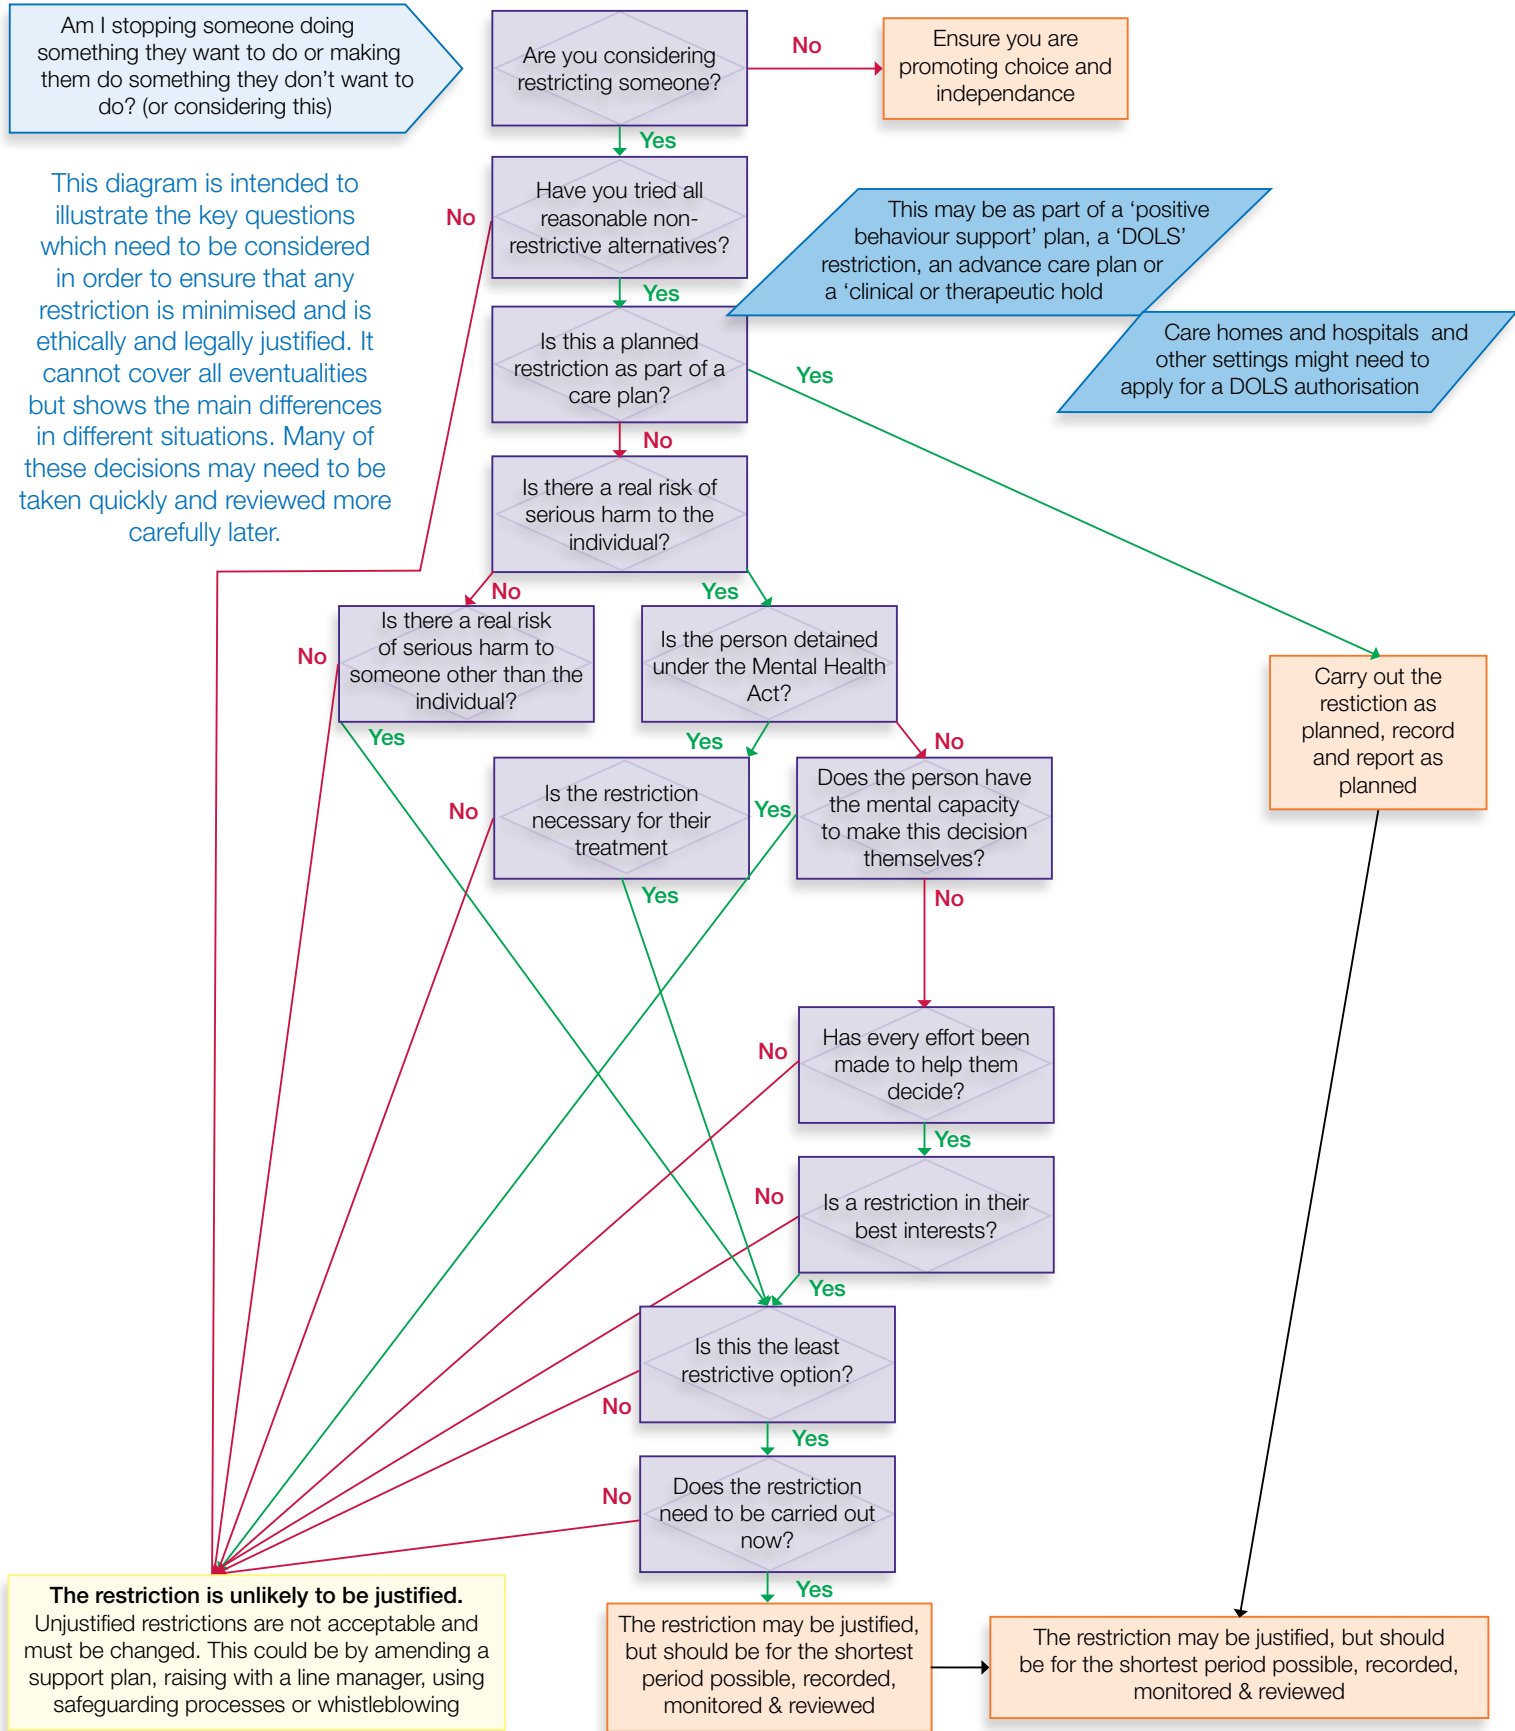 Am I stopping someone doing
something they want to do or making
them do something they don't want to
do? (or considering this)
Are you considering
restricting someone?
No
Ensure you are
promoting choice and
independance
Yes
This diagram is intended to
illustrate the key questions
which need to be considered
in order to ensure that any
restriction is minimised and is
ethically and legally justified. It
cannot cover all eventualities
but shows the main differences
in different situations. Many of
these decisions may need to be
taken quickly and reviewed more
carefully later.
No
Have you tried all
reasonable non-
restrictive alternatives?
This may be as part of a ‘positive
behaviour support’ plan, a ‘DOLS’
restriction, an advance care plan or
a ‘clinical or therapeutic hold
Yes
Is this a planned
restriction as part of a
care plan?
Care homes and hospitals and
other settings might need to
apply for a DOLS authorisation
Yes
No
Is there a real risk of
serious harm to the
individual?
No
Yes
Is there a real risk
of serious harm to
someone other than the
individual?
No
Is the person detained
under the Mental Health
Act?
Carry out the
restiction as
planned, record
and report as
planned
Yes
Yes
No
No
Is the restriction
necessary for their
treatment
Yes
Does the person have
the mental capacity
to make this decision
themselves?
Yes
No
No
Has every effort been
made to help them
decide?
Yes
No
Is a restriction in their
best interests?
Yes
Is this the least
restrictive option?
No
Yes
No
Does the restriction
need to be carried out
now?
Yes
The restriction is unlikely to be justified.
Unjustified restrictions are not acceptable and
must be changed. This could be by amending a
support plan, raising with a line manager, using
safeguarding processes or whistleblowing
The restriction may be justified,
but should be for the shortest
period possible, recorded,
monitored & reviewed
The restriction may be justified, but should
be for the shortest period possible, recorded,
monitored & reviewed